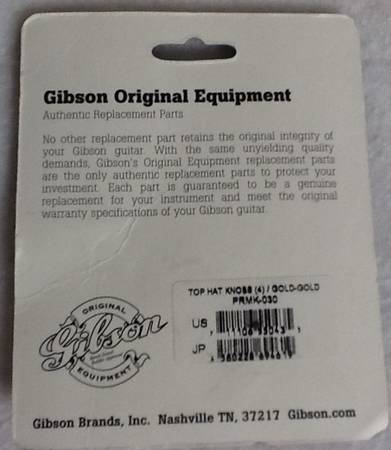 Gibson Original Equipment
Authentic Replacement Parts
No other replacement part retains the original integrity of
your Gibson guitar. With the same unyielding quality
demands, Gibson's Original Equipment replacement parts
are the only authentic replacement parts to protect your
investment. Each part is guaranteed to be a genuine
replacement for your instrument and meet the original
warranty specifications of your Gibson guitar.
TOP HAT KNOBS (4) / GOLD-GOLD
PRMK-030
US
JP
ORIGINAL
Gibson
EQUIPMENT
Gibson Brands, Inc. Nashville TN, 37217 Gibson.com